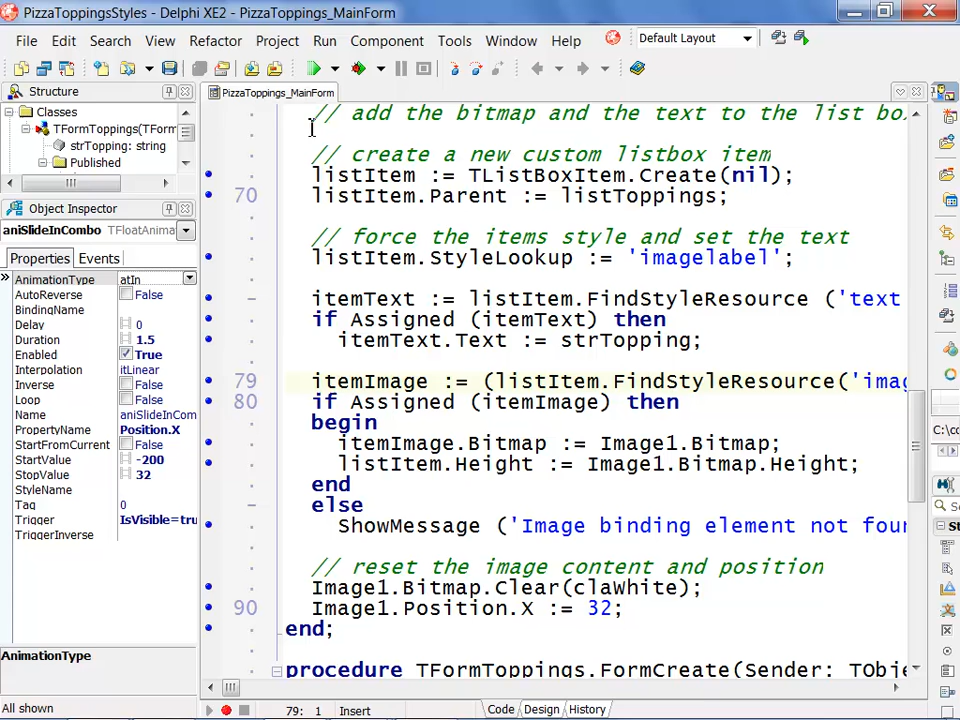 PizzaToppingsStyles - Delphi XE2 - PizzaToppings_MainForm
File Edit Search View Refactor Project Run Component Tools Window Help Default Layout
Structure
Classes
TFormToppings(TForm
strTopping: string
Published
Object Inspector
aniSlideInCombo TFloatAnima
Properties Events
AnimationType atIn
AutoReverse False
BindingName
Delay 0
Duration 1.5
Enabled True
Interpolation itLinear
Inverse False
Loop False
Name aniSlideInCom
PropertyName Position.X
StartFromCurrent False
StartValue -200
StopValue 32
StyleName
Tag 0
Trigger IsVisible=tru
TriggerInverse
AnimationType
All shown
PizzaToppings_MainForm
// add the bitmap and the text to the list box
// create a new custom listbox item
listItem := TListBoxItem.Create(nil);
70 listItem.Parent := listToppings;
// force the items style and set the text
listItem.StyleLookup := 'imagelabel';
itemText := listItem.FindStyleResource ('text
if Assigned (itemText) then
itemText.Text := strTopping;
79 itemImage := (listItem.FindStyleResource('imag
80 if Assigned (itemImage) then
begin
itemImage.Bitmap := Image1.Bitmap;
listItem.Height := Image1.Bitmap.Height;
end
else
ShowMessage ('Image binding element not foun
// reset the image content and position
Image1.Bitmap.Clear(claWhite);
90 Image1.Position.X := 32;
end;
procedure TFormToppings.FormCreate(Sender: TObje
79: 1 Insert Code Design History
C:\co